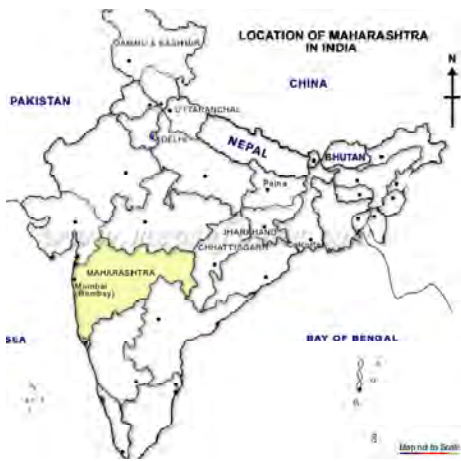 LOCATION OF MAHARASHTRA
IN INDIA
JAMMU & KASHMIR
N
CHINA
PAKISTAN
UTTARANCHAL
DELHI
NEPAL
BHUTAN
JHARKHAND
CHHATTISGARH
MAHARASHTRA
Mumbai
(Bombay)
SEA
BAY OF BENGAL
Map not to Scale